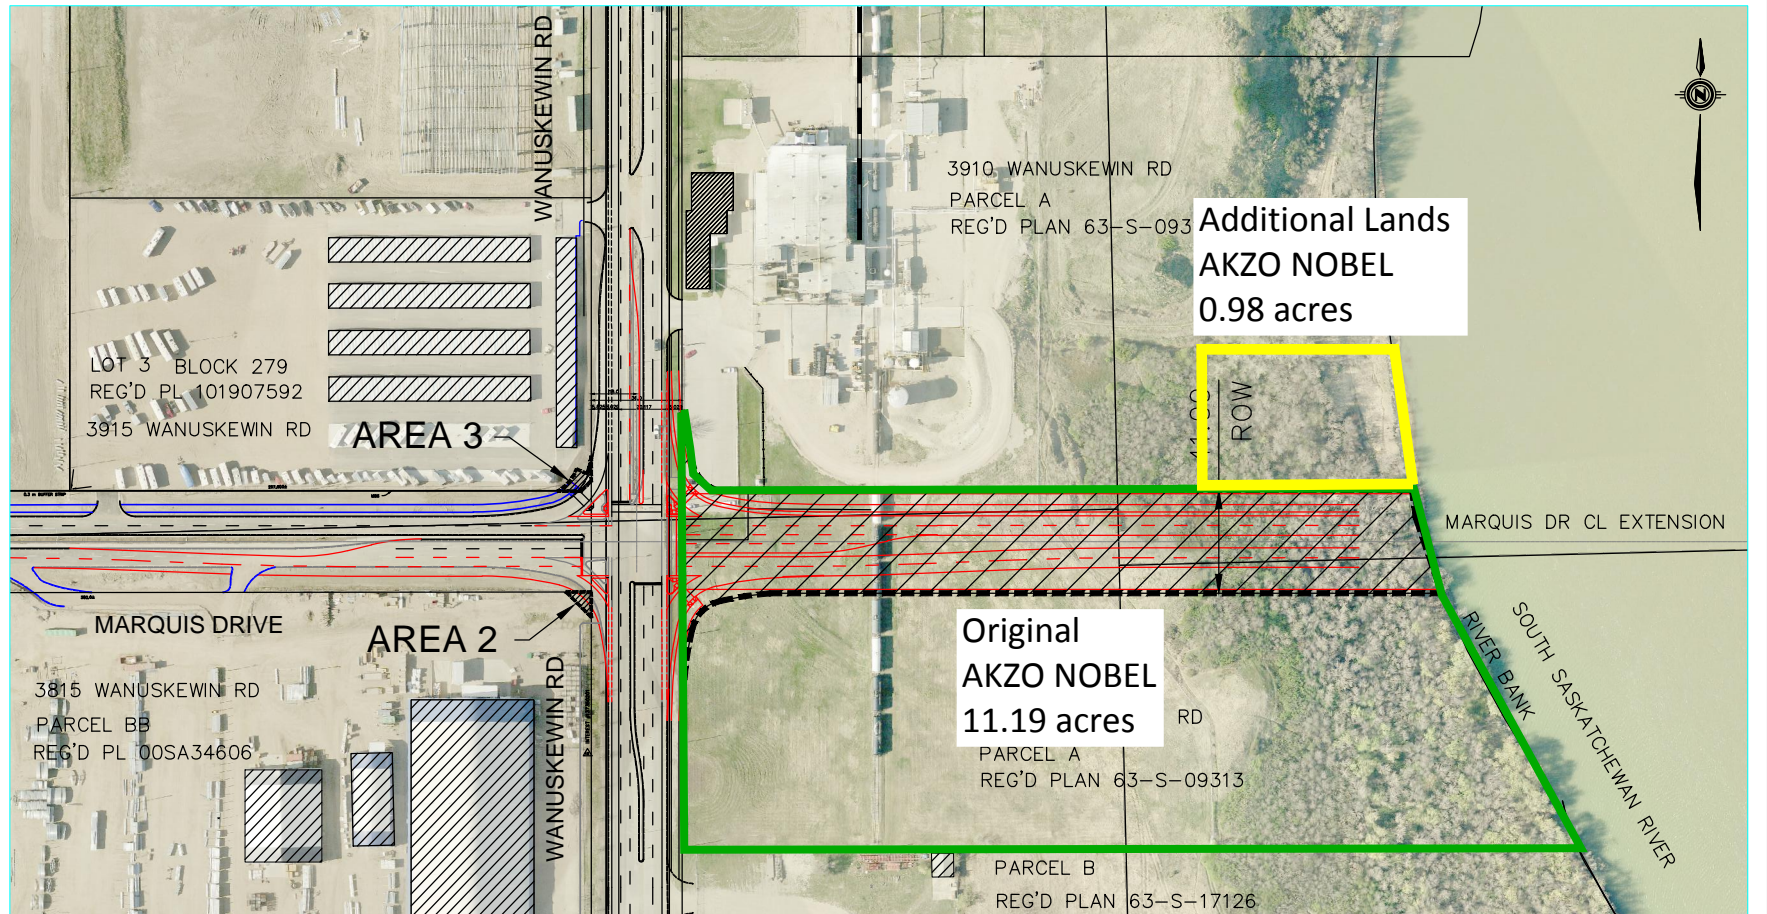 WANUSKEWIN RD
N
3910 WANUSKEWIN RD
PARCEL A
REG'D PLAN 63-S-093
Additional Lands
AKZO NOBEL
0.98 acres
LOT 3 BLOCK 279
REG'D PL 101907592
3915 WANUSKEWIN RD
AREA 3
ROW
MARQUIS DR CL EXTENSION
MARQUIS DRIVE
AREA 2
Original
AKZO NOBEL
11.19 acres
RD
PARCEL A
REG'D PLAN 63-S-09313
RIVER BANK
SOUTH SASKATCHEWAN RIVER
3815 WANUSKEWIN RD
PARCEL BB
REG'D PL 00SA34606
WANUSKEWIN RD
PARCEL B
REG'D PLAN 63-S-17126